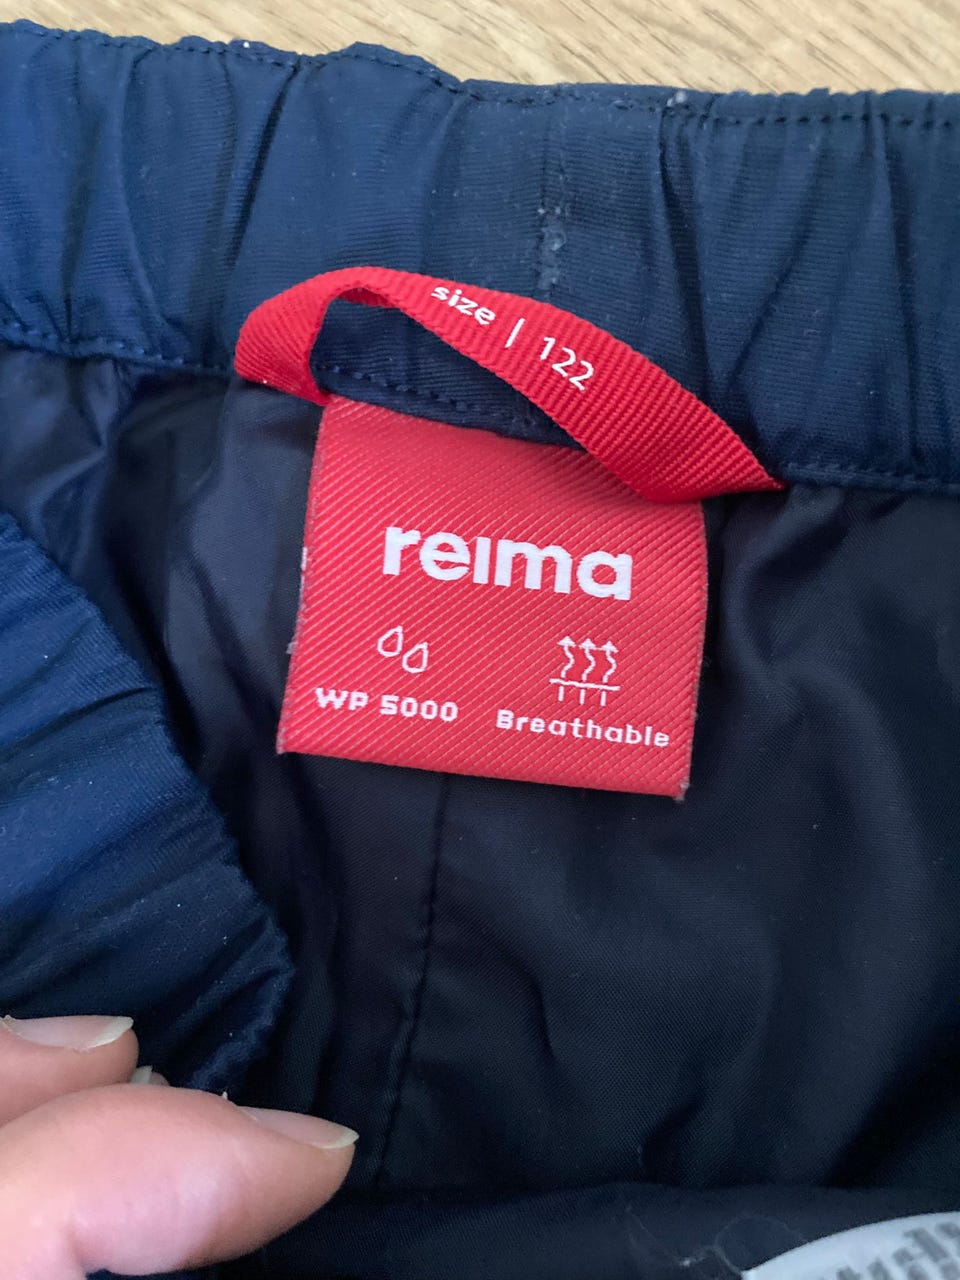 size | 122
reima
WP 5000
Breathable